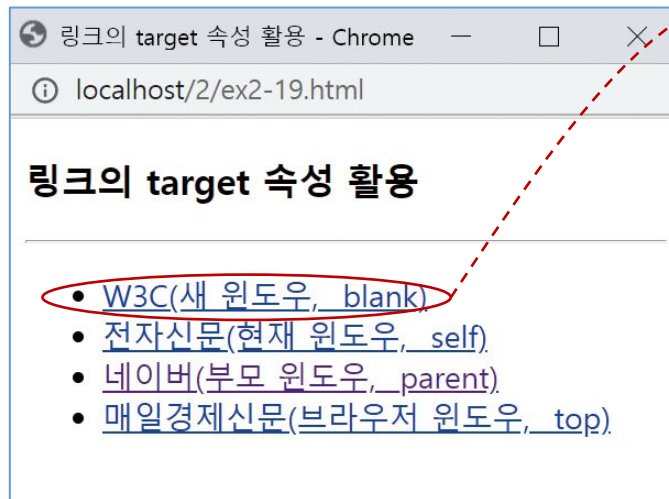 링크의 target 속성 활용 - Chrome
localhost/2/ex2-19.html
링크의 target 속성 활용
• W3C(새 윈도우, _blank)
• 전자신문(현재 윈도우, _self)
• 네이버(부모 윈도우, _parent)
• 매일경제신문(브라우저 윈도우, _top)